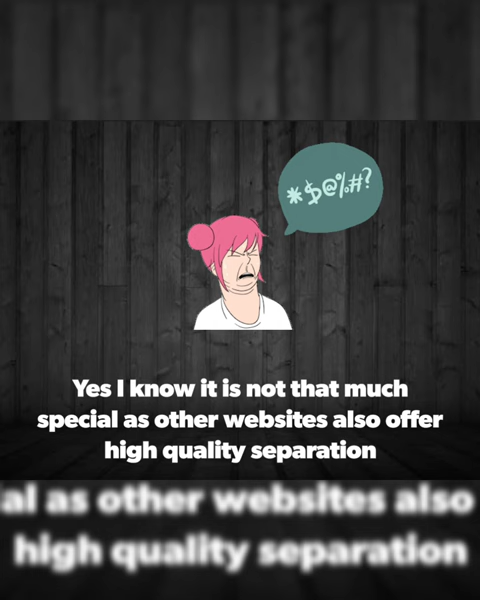 *$@%#?
Yes I know it is not that much
special as other websites also offer
high quality separation
al as other websites also
high quality separation